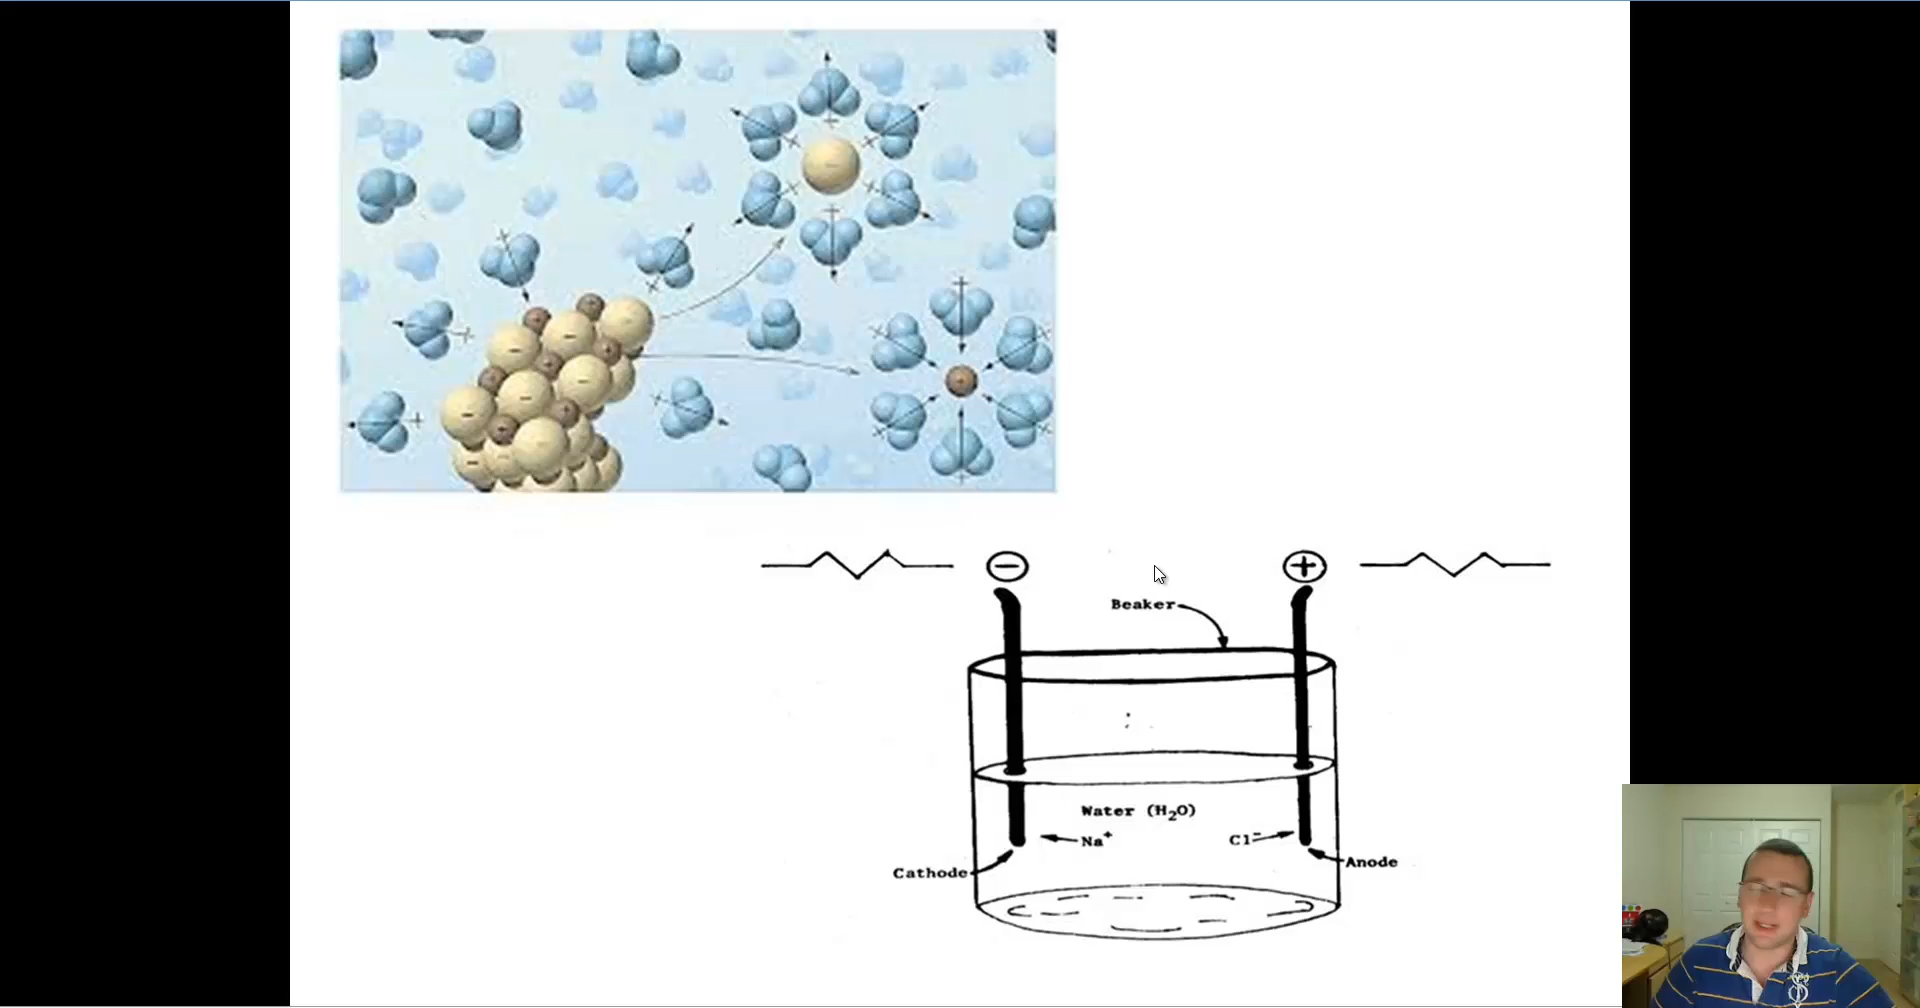 Beaker
Water (H₂O)
Na⁺
Cl⁻
Cathode
Anode